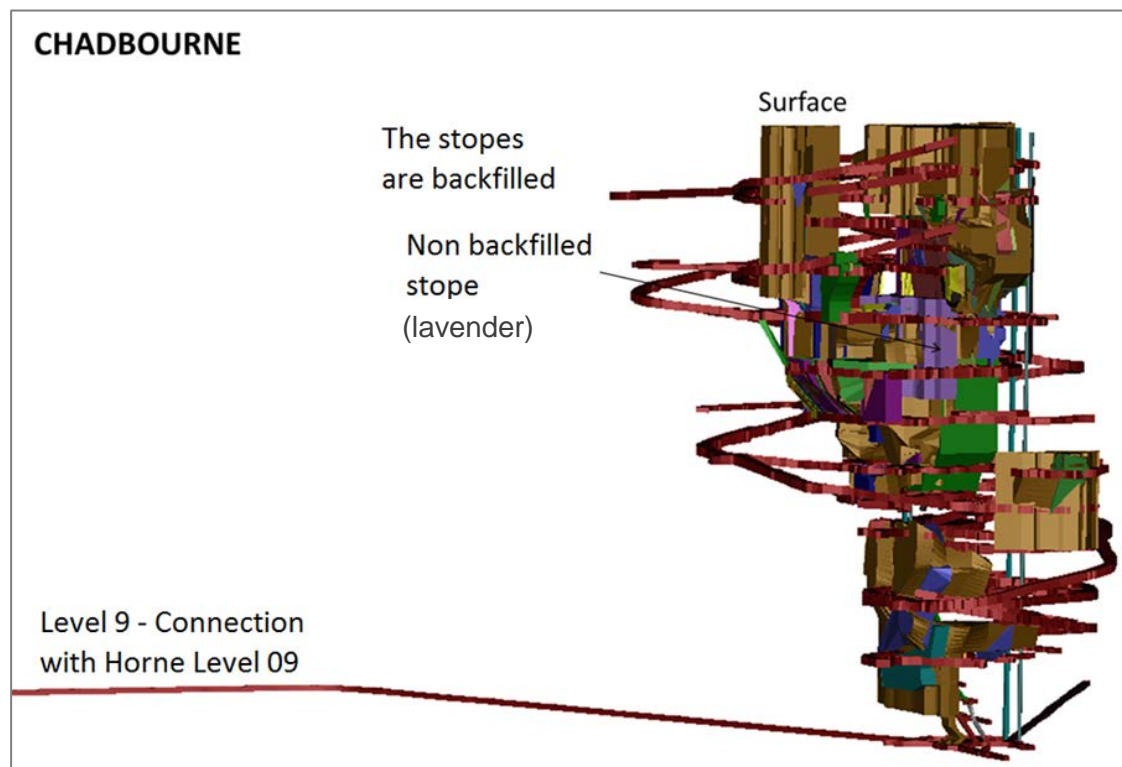 CHADBOURNE
Surface
The stopes
are backfilled
Non backfilled
stope
(lavender)
Level 9 - Connection
with Horne Level 09